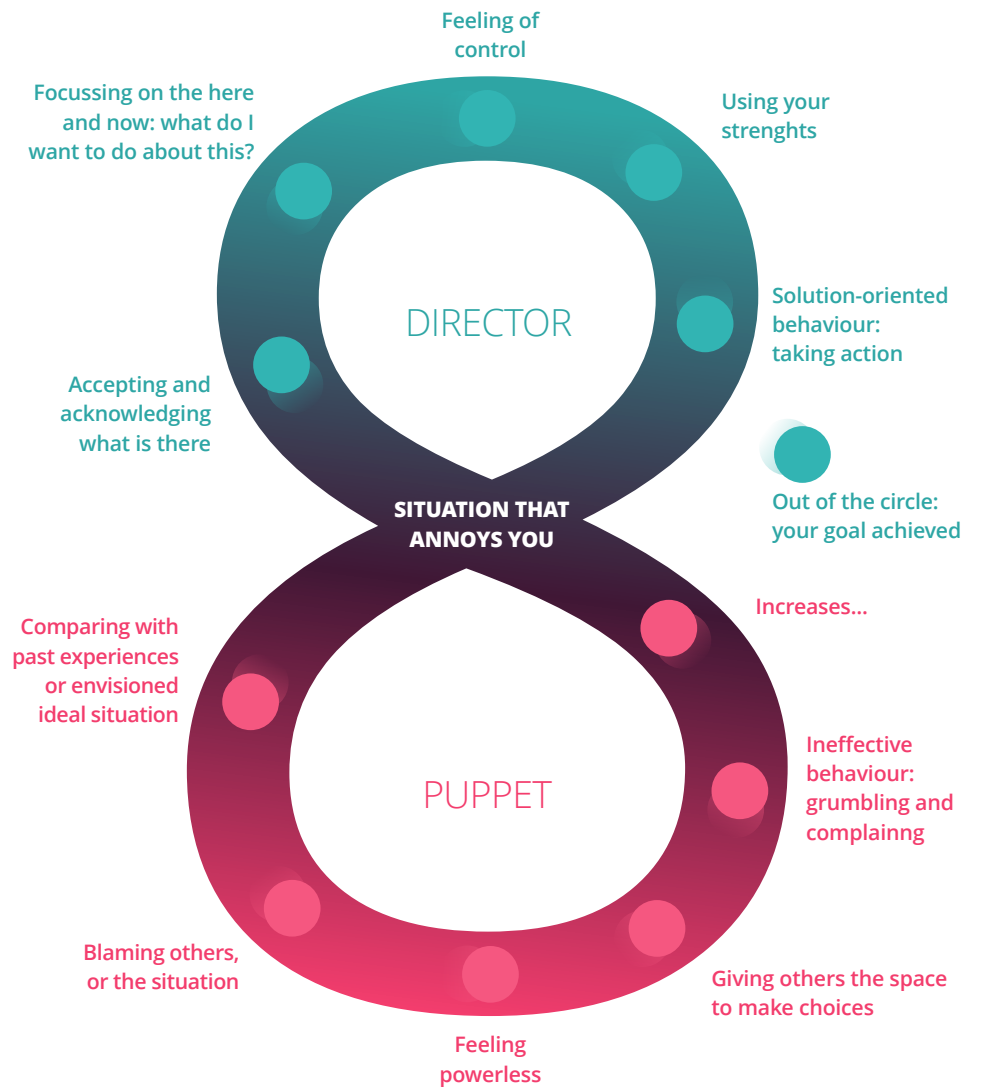 Feeling of
control
Focussing on the here
and now: what do I
want to do about this?
Using your
strenghts
DIRECTOR
Solution-oriented
behaviour:
taking action
Accepting and
acknowledging
what is there
SITUATION THAT
ANNOYS YOU
Out of the circle:
your goal achieved
Increases...
Comparing with
past experiences
or envisioned
ideal situation
Ineffective
behaviour:
grumbling and
complainng
PUPPET
Blaming others,
or the situation
Giving others the space
to make choices
Feeling
powerless